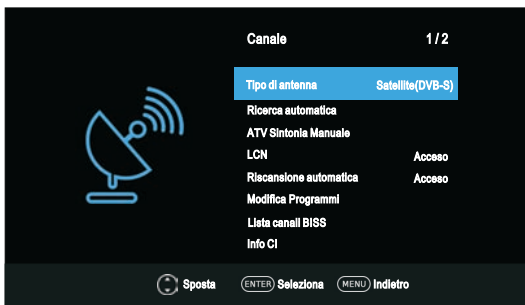 Canale 1 / 2
Tipo di antenna Satellite(DVB-S)
Ricerca automatica
ATV Sintonia Manuale
LCN Acceso
Riscansione automatica Acceso
Modifica Programmi
Lista canali BISS
Info CI
Sposta ENTER Seleziona MENU Indietro